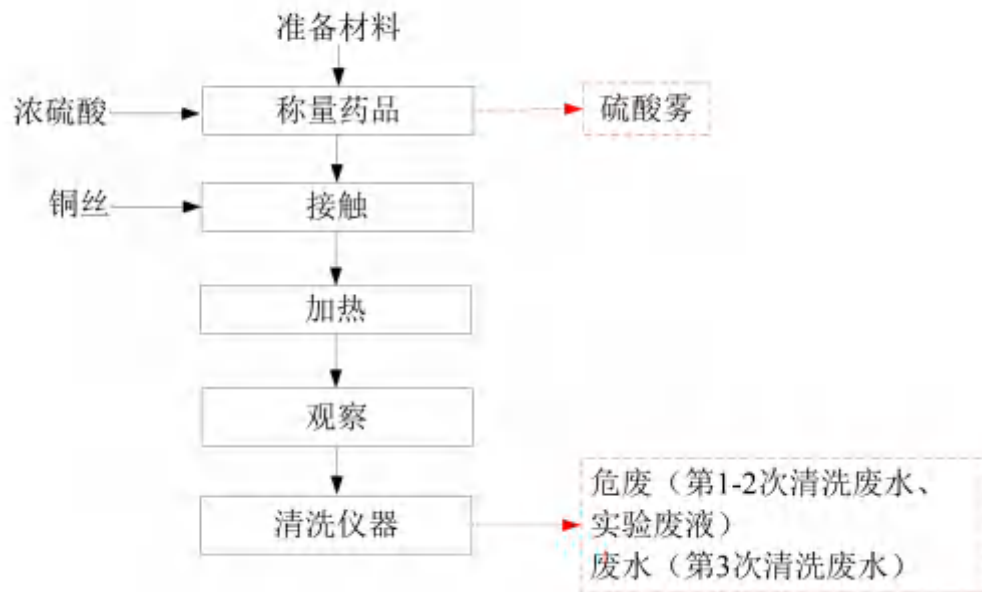 准备材料
浓硫酸
称量药品
硫酸雾
铜丝
接触
加热
观察
清洗仪器
危废（第1-2次清洗废水、
实验废液）
废水（第3次清洗废水）